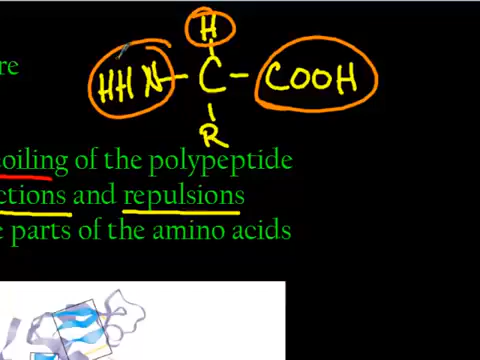 H
re HHN - C - COOH
R
oiling of the polypeptide
ctions and repulsions
e parts of the amino acids